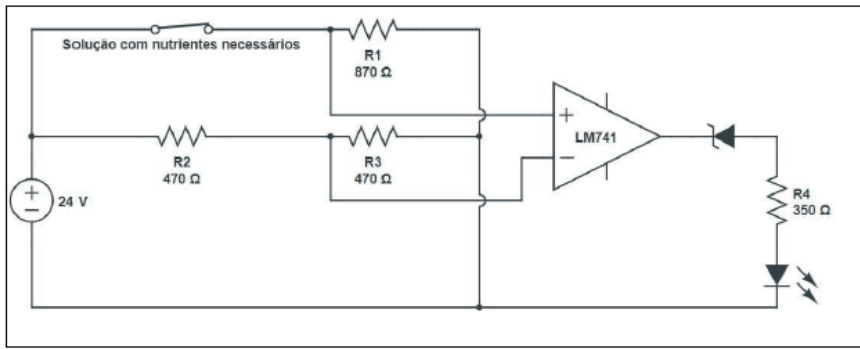 Solução com nutrientes necessários
R1
870 Ω
+
LM741
−
R2
470 Ω
R3
470 Ω
+
−
24 V
R4
350 Ω